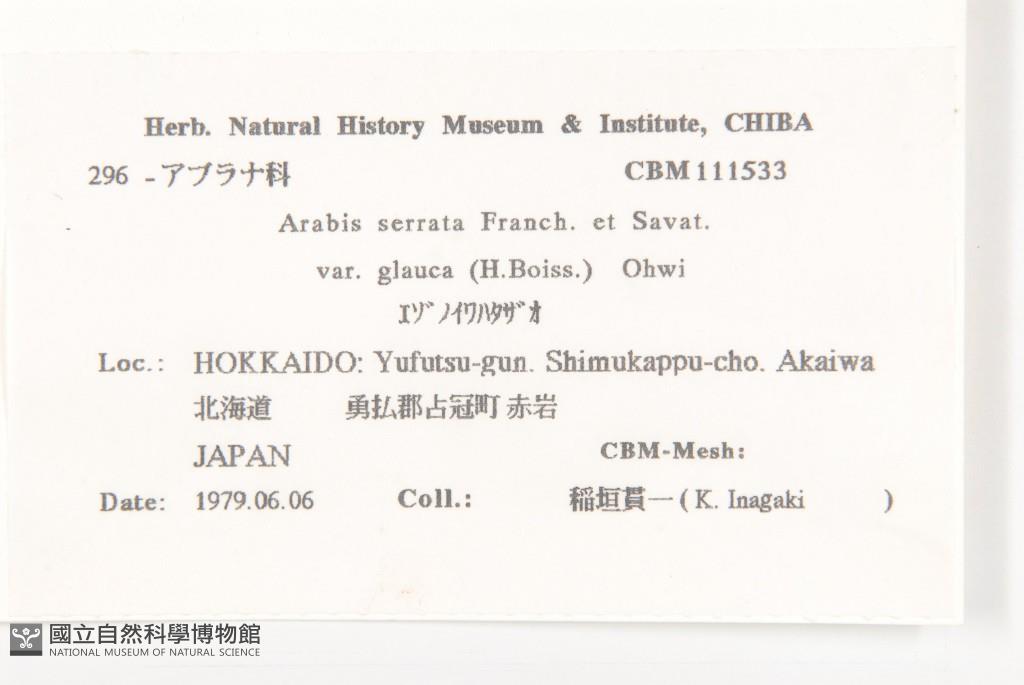 Herb. Natural History Museum & Institute, CHIBA
296 -アブラナ科 CBM111533
Arabis serrata Franch. et Savat.
var. glauca (H.Boiss.) Ohwi
ｴｿﾞﾉｲﾜﾊﾀｻﾞｵ
Loc.: HOKKAIDO: Yufutsu-gun. Shimukappu-cho. Akaiwa
北海道 勇払郡占冠町 赤岩
JAPAN CBM-Mesh:
Date: 1979.06.06 Coll.: 稲垣貫一 ( K. Inagaki )
國立自然科學博物館
NATIONAL MUSEUM OF NATURAL SCIENCE